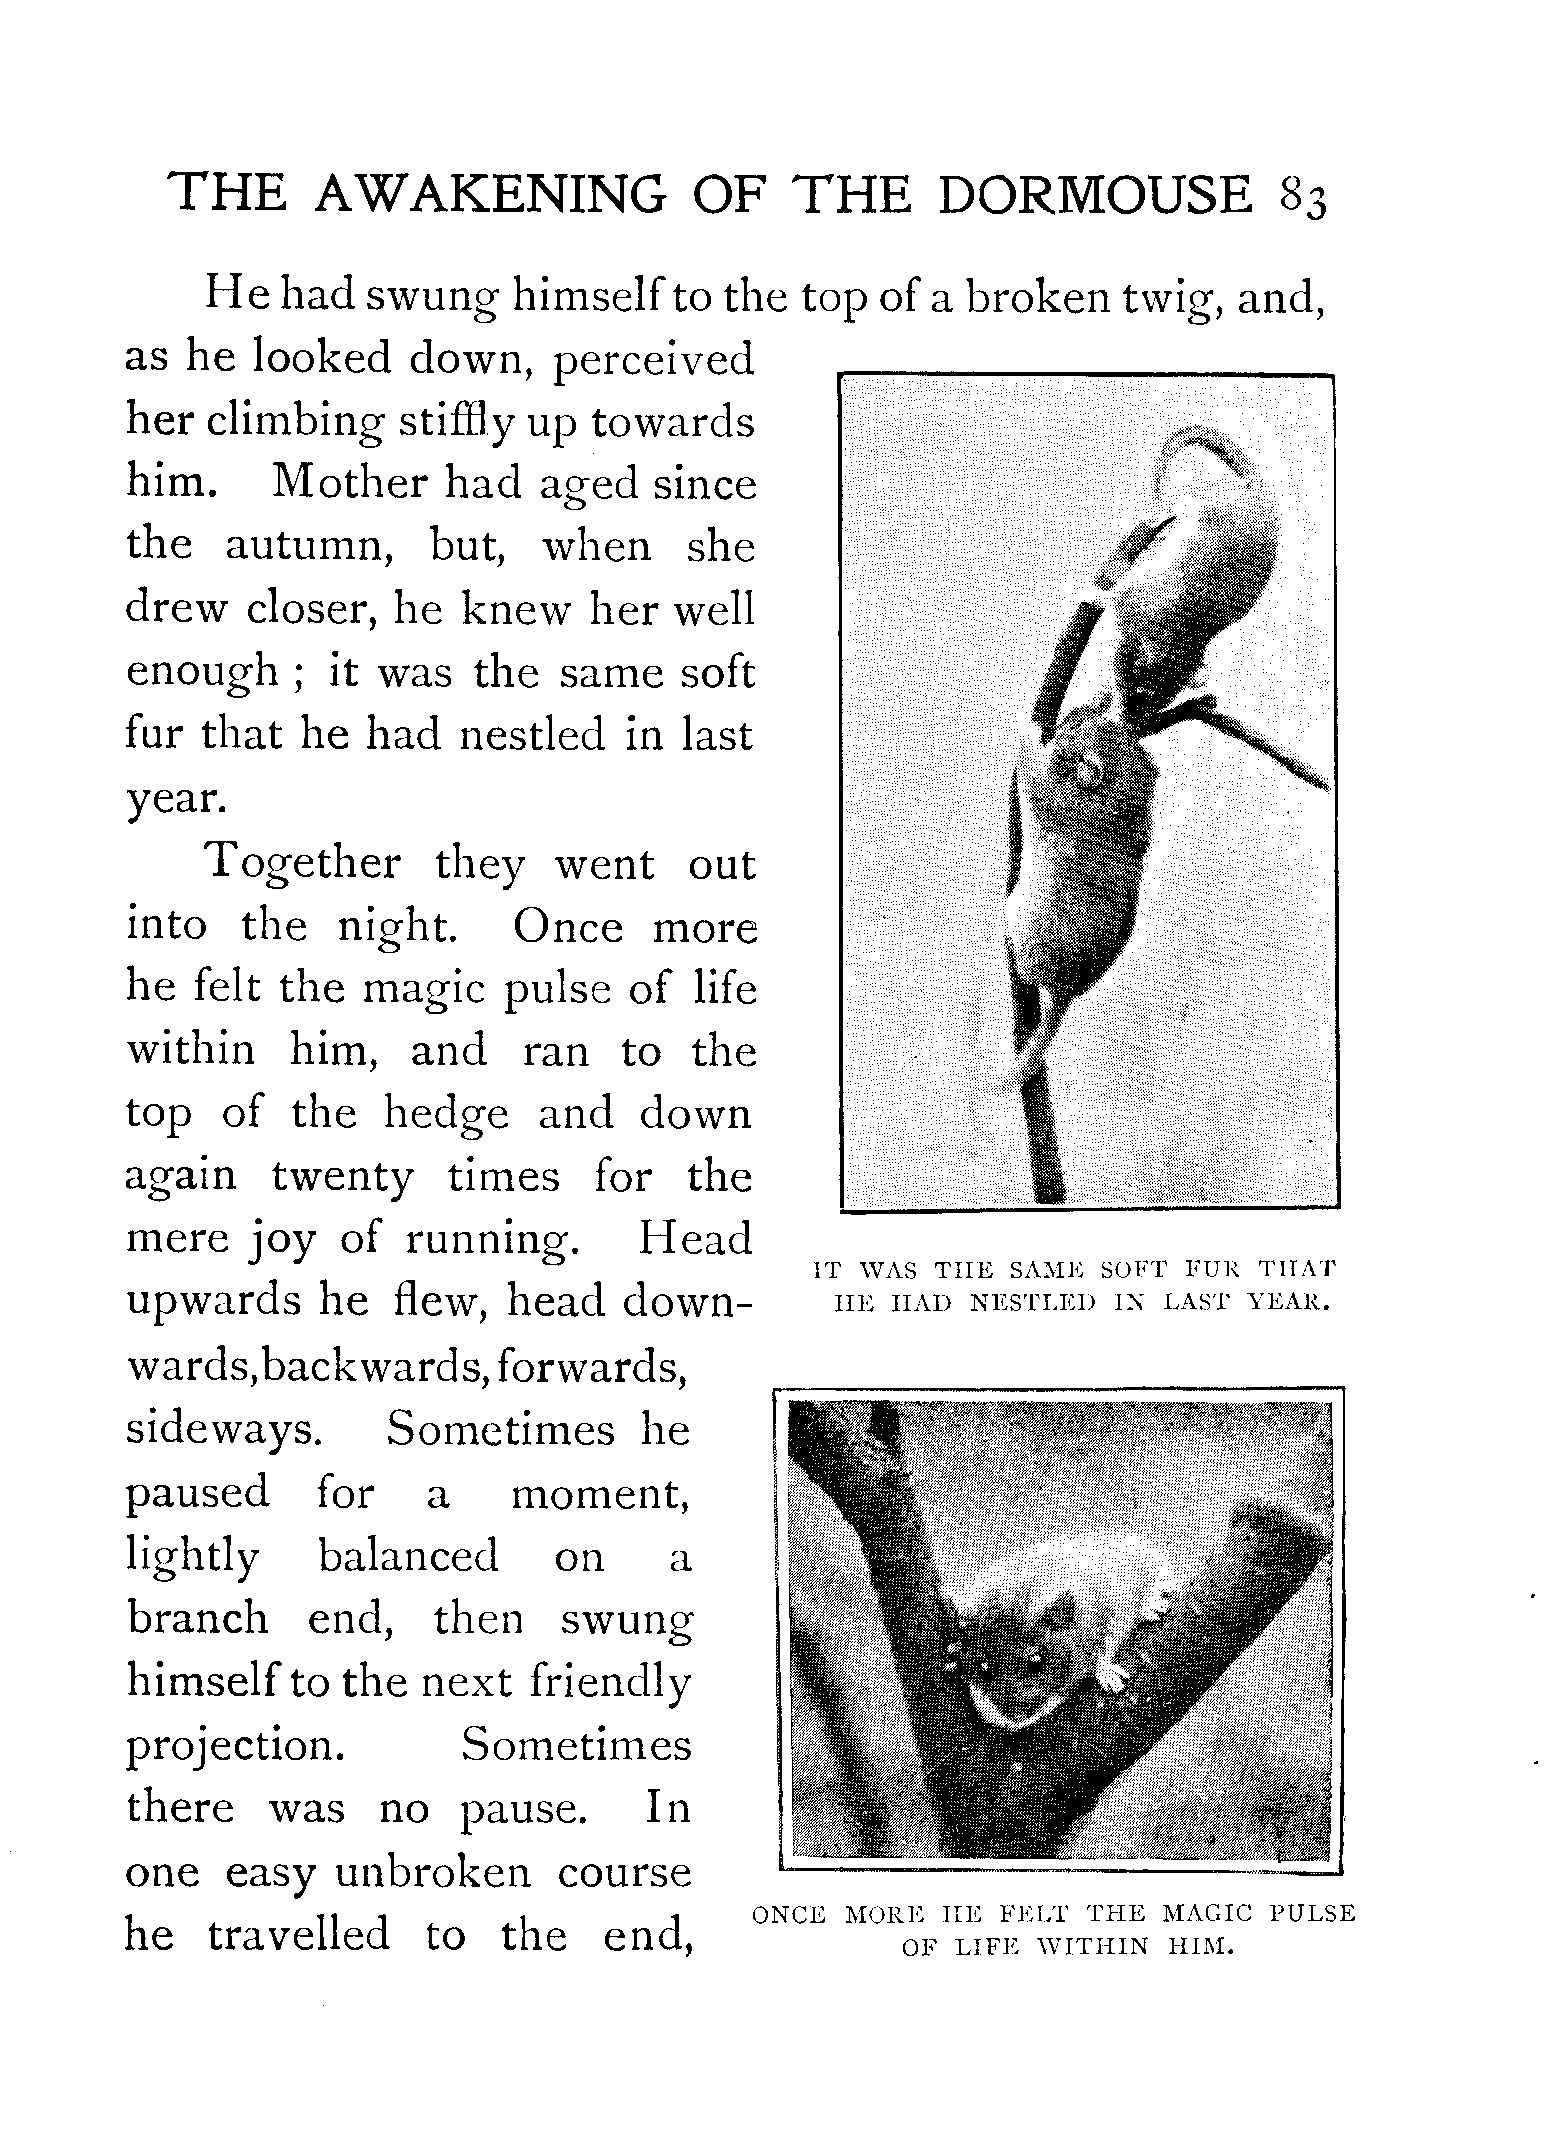 THE AWAKENING OF THE DORMOUSE 83
He had swung himself to the top of a broken twig, and,
as he looked down, perceived
her climbing stiffly up towards
him. Mother had aged since
the autumn, but, when she
drew closer, he knew her well
enough ; it was the same soft
fur that he had nestled in last
year.
Together they went out
into the night. Once more
he felt the magic pulse of life
within him, and ran to the
top of the hedge and down
again twenty times for the
mere joy of running. Head
upwards he flew, head down-
wards, backwards, forwards,
sideways. Sometimes he
paused for a moment,
lightly balanced on a
branch end, then swung
himself to the next friendly
projection. Sometimes
there was no pause. In
one easy unbroken course
he travelled to the end,
IT WAS THE SAME SOFT FUR THAT
HE HAD NESTLED IN LAST YEAR.
ONCE MORE HE FELT THE MAGIC PULSE
OF LIFE WITHIN HIM.